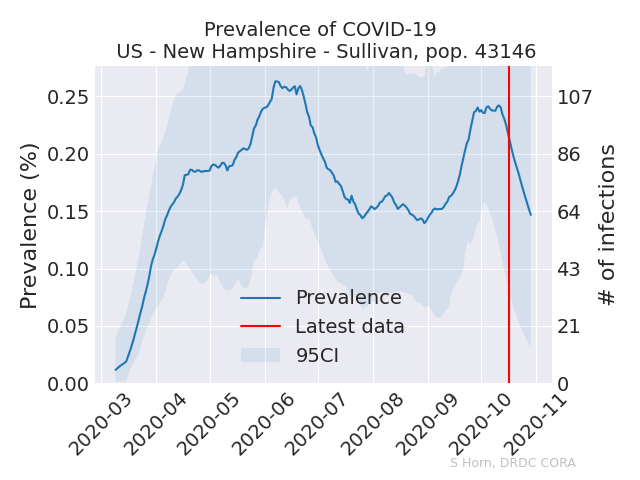 Prevalence of COVID-19
US - New Hampshire - Sullivan, pop. 43146
Prevalence (%)
0.25
0.20
0.15
0.10
0.05
0.00
107
86
64
43
21
0
# of infections
Prevalence
Latest data
95CI
2020-03
2020-04
2020-05
2020-06
2020-07
2020-08
2020-09
2020-10
2020-11
S Horn, DRDC CORA